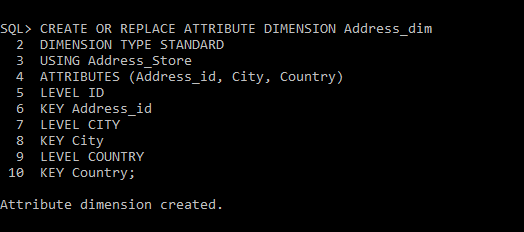 SQL> CREATE OR REPLACE ATTRIBUTE DIMENSION Address_dim
2 DIMENSION TYPE STANDARD
3 USING Address_Store
4 ATTRIBUTES (Address_id, City, Country)
5 LEVEL ID
6 KEY Address_id
7 LEVEL CITY
8 KEY City
9 LEVEL COUNTRY
10 KEY Country;
Attribute dimension created.